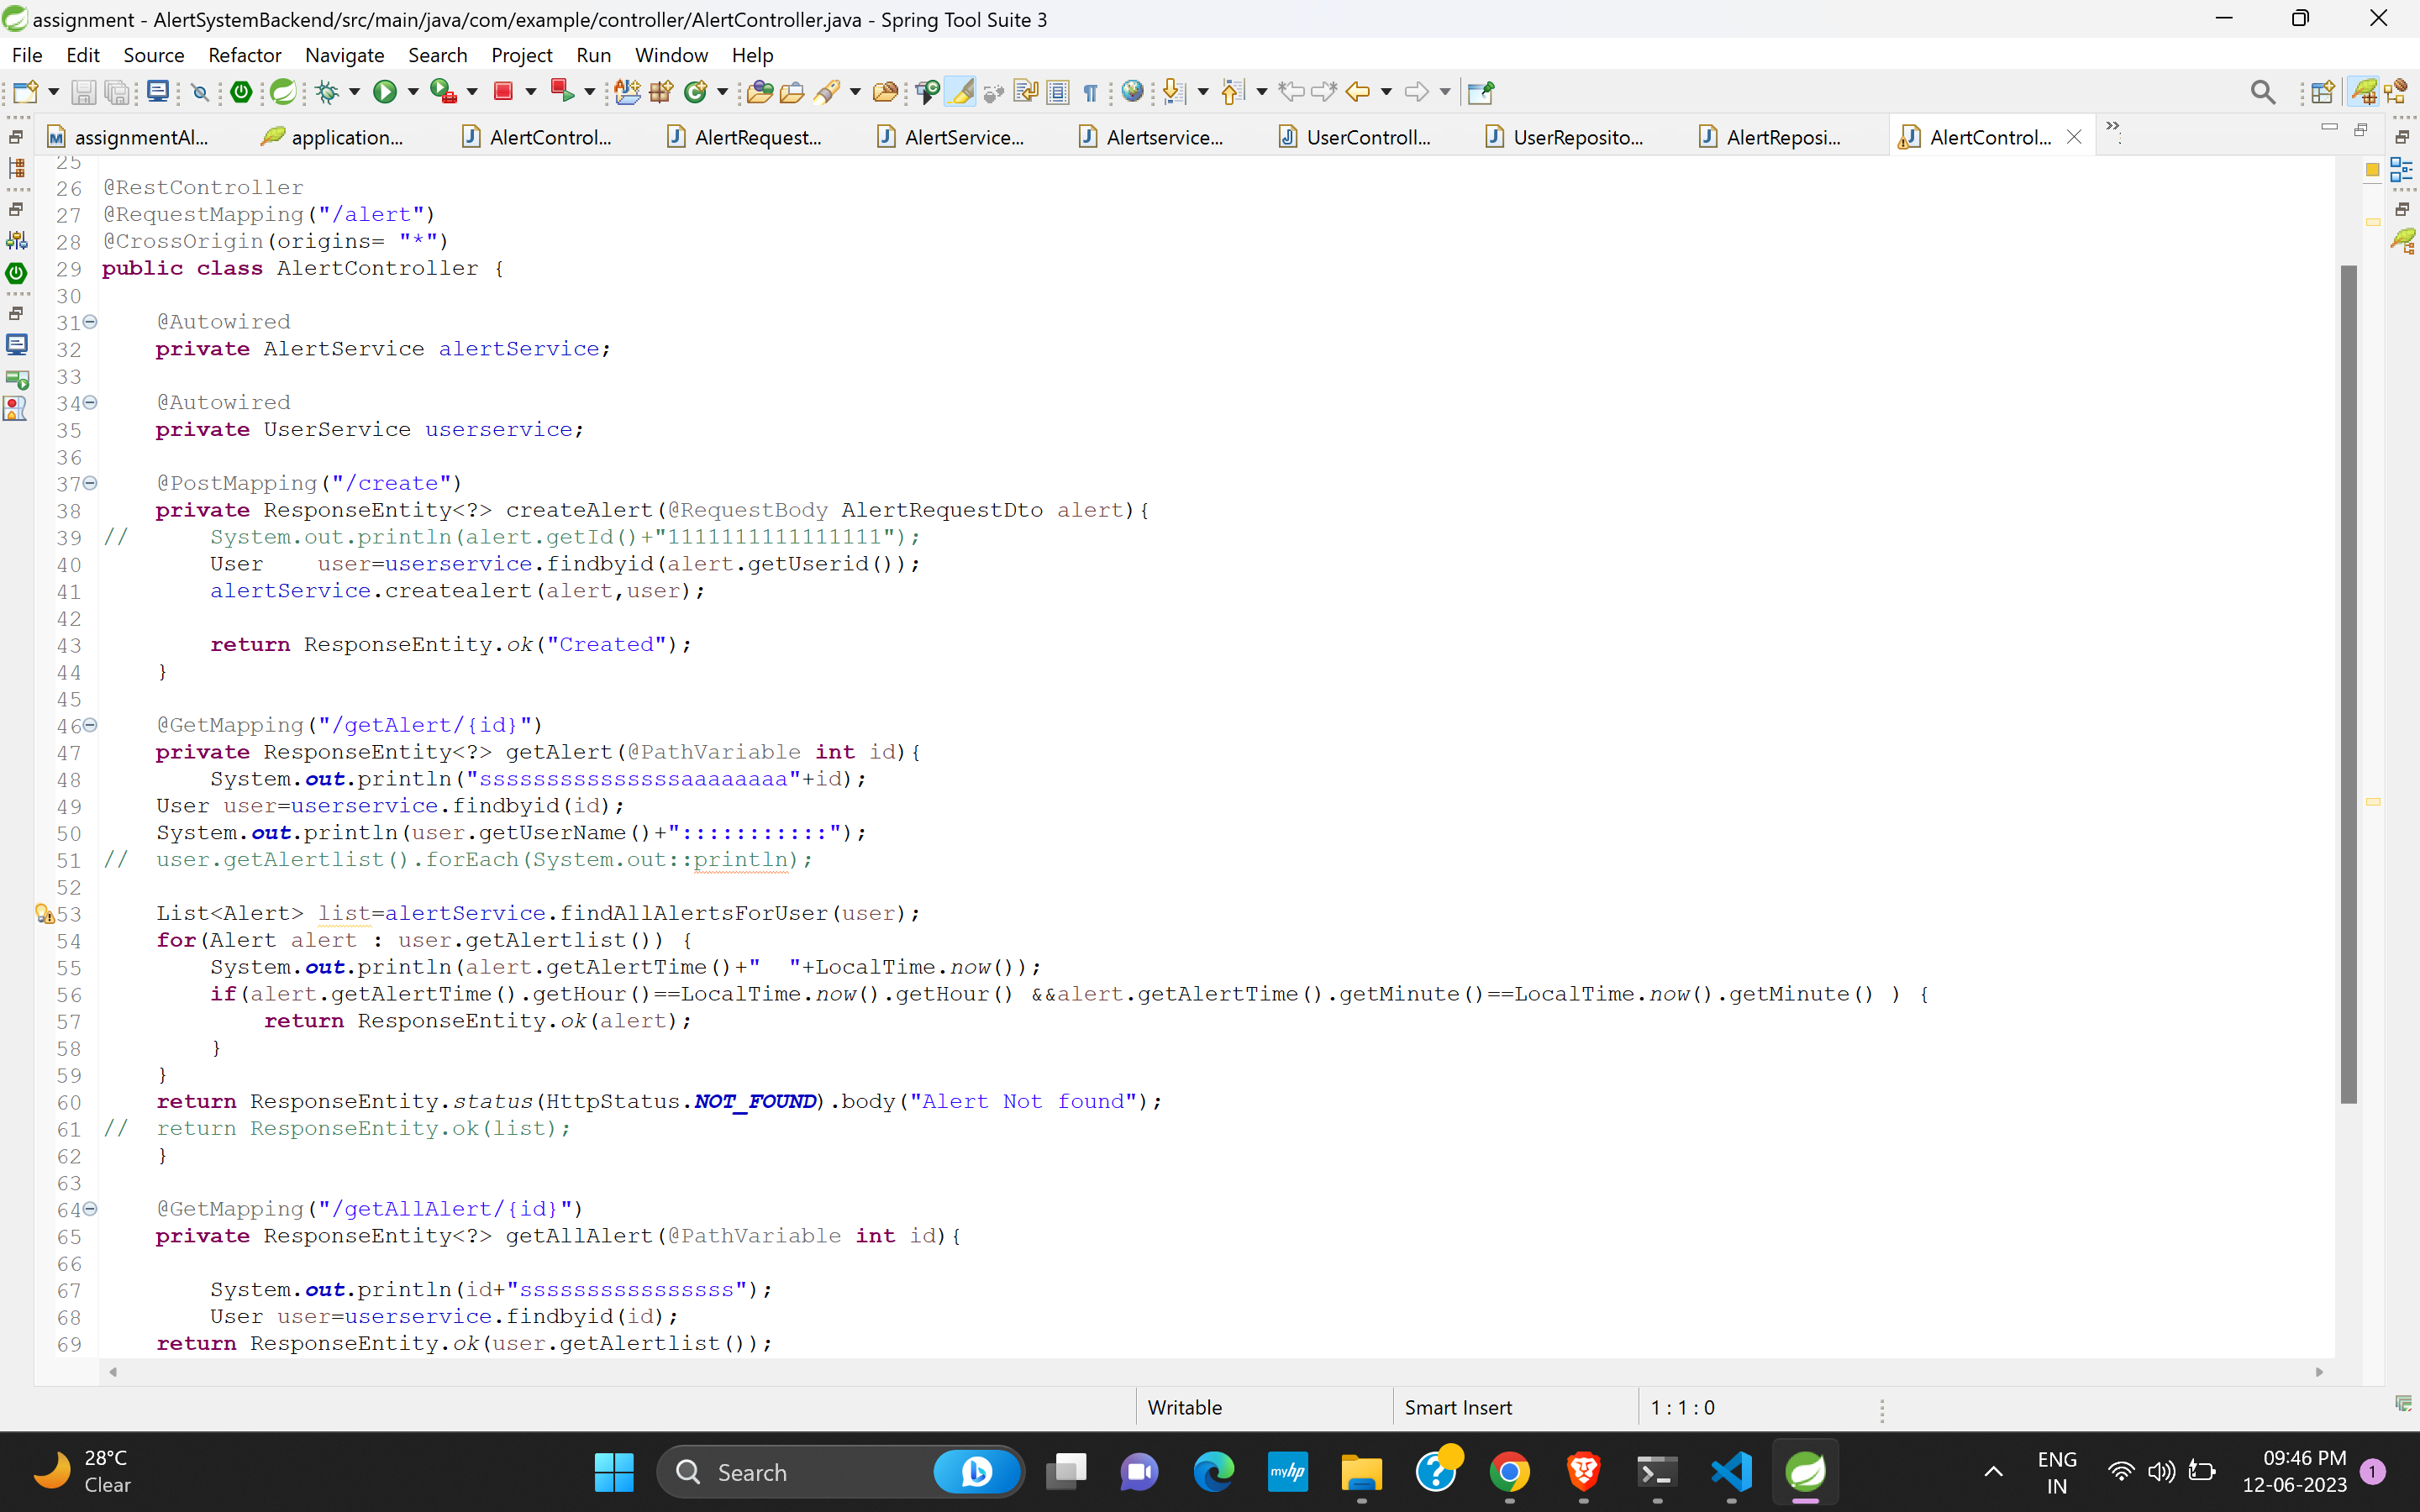 assignment - AlertSystemBackend/src/main/java/com/example/controller/AlertController.java - Spring Tool Suite 3
File Edit Source Refactor Navigate Search Project Run Window Help
assignmentAl... application... AlertControl... AlertRequest... AlertService... Alertservice... UserControll... UserReposito... AlertReposi... AlertControl...
25
26 @RestController
27 @RequestMapping("/alert")
28 @CrossOrigin(origins= "*")
29 public class AlertController {
30
31 @Autowired
32 private AlertService alertService;
33
34 @Autowired
35 private UserService userservice;
36
37 @PostMapping("/create")
38 private ResponseEntity<?> createAlert(@RequestBody AlertRequestDto alert){
39 // System.out.println(alert.getId()+"1111111111111111");
40 User user=userservice.findbyid(alert.getUserid());
41 alertService.createalert(alert,user);
42
43 return ResponseEntity.ok("Created");
44 }
45
46 @GetMapping("/getAlert/{id}")
47 private ResponseEntity<?> getAlert(@PathVariable int id){
48 System.out.println("sssssssssssssssaaaaaaaa"+id);
49 User user=userservice.findbyid(id);
50 System.out.println(user.getUserName()+":::::::::::");
51 // user.getAlertlist().forEach(System.out::println);
52
53 List<Alert> list=alertService.findAllAlertsForUser(user);
54 for(Alert alert : user.getAlertlist()) {
55 System.out.println(alert.getAlertTime()+"  "+LocalTime.now());
56 if(alert.getAlertTime().getHour()==LocalTime.now().getHour() &&alert.getAlertTime().getMinute()==LocalTime.now().getMinute() ) {
57 return ResponseEntity.ok(alert);
58 }
59 }
60 return ResponseEntity.status(HttpStatus.NOT_FOUND).body("Alert Not found");
61 // return ResponseEntity.ok(list);
62 }
63
64 @GetMapping("/getAllAlert/{id}")
65 private ResponseEntity<?> getAllAlert(@PathVariable int id){
66
67 System.out.println(id+"ssssssssssssssss");
68 User user=userservice.findbyid(id);
69 return ResponseEntity.ok(user.getAlertlist());
Writable Smart Insert 1 : 1 : 0
28°C
Clear
Search
myhp
ENG
IN
09:46 PM
12-06-2023
1